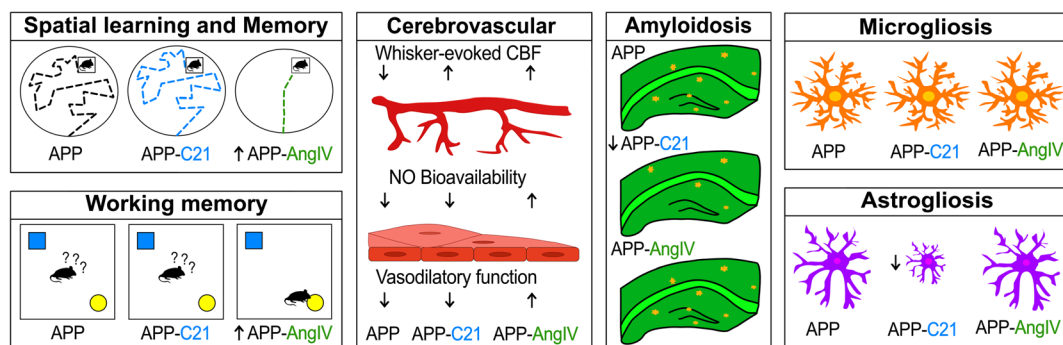 Spatial learning and Memory
APP APP-C21 ↑ APP-AngIV
Working memory
? ? ? ? ? ?
APP APP-C21 ↑ APP-AngIV
Cerebrovascular
Whisker-evoked CBF
↓ ↑ ↑
NO Bioavailability
↓ ↓ ↑
Vasodilatory function
↓ ↓ ↑
APP APP-C21 APP-AngIV
Amyloidosis
APP
↓ APP-C21
APP-AngIV
Microgliosis
APP APP-C21 APP-AngIV
Astrogliosis
↓
APP APP-C21 APP-AngIV